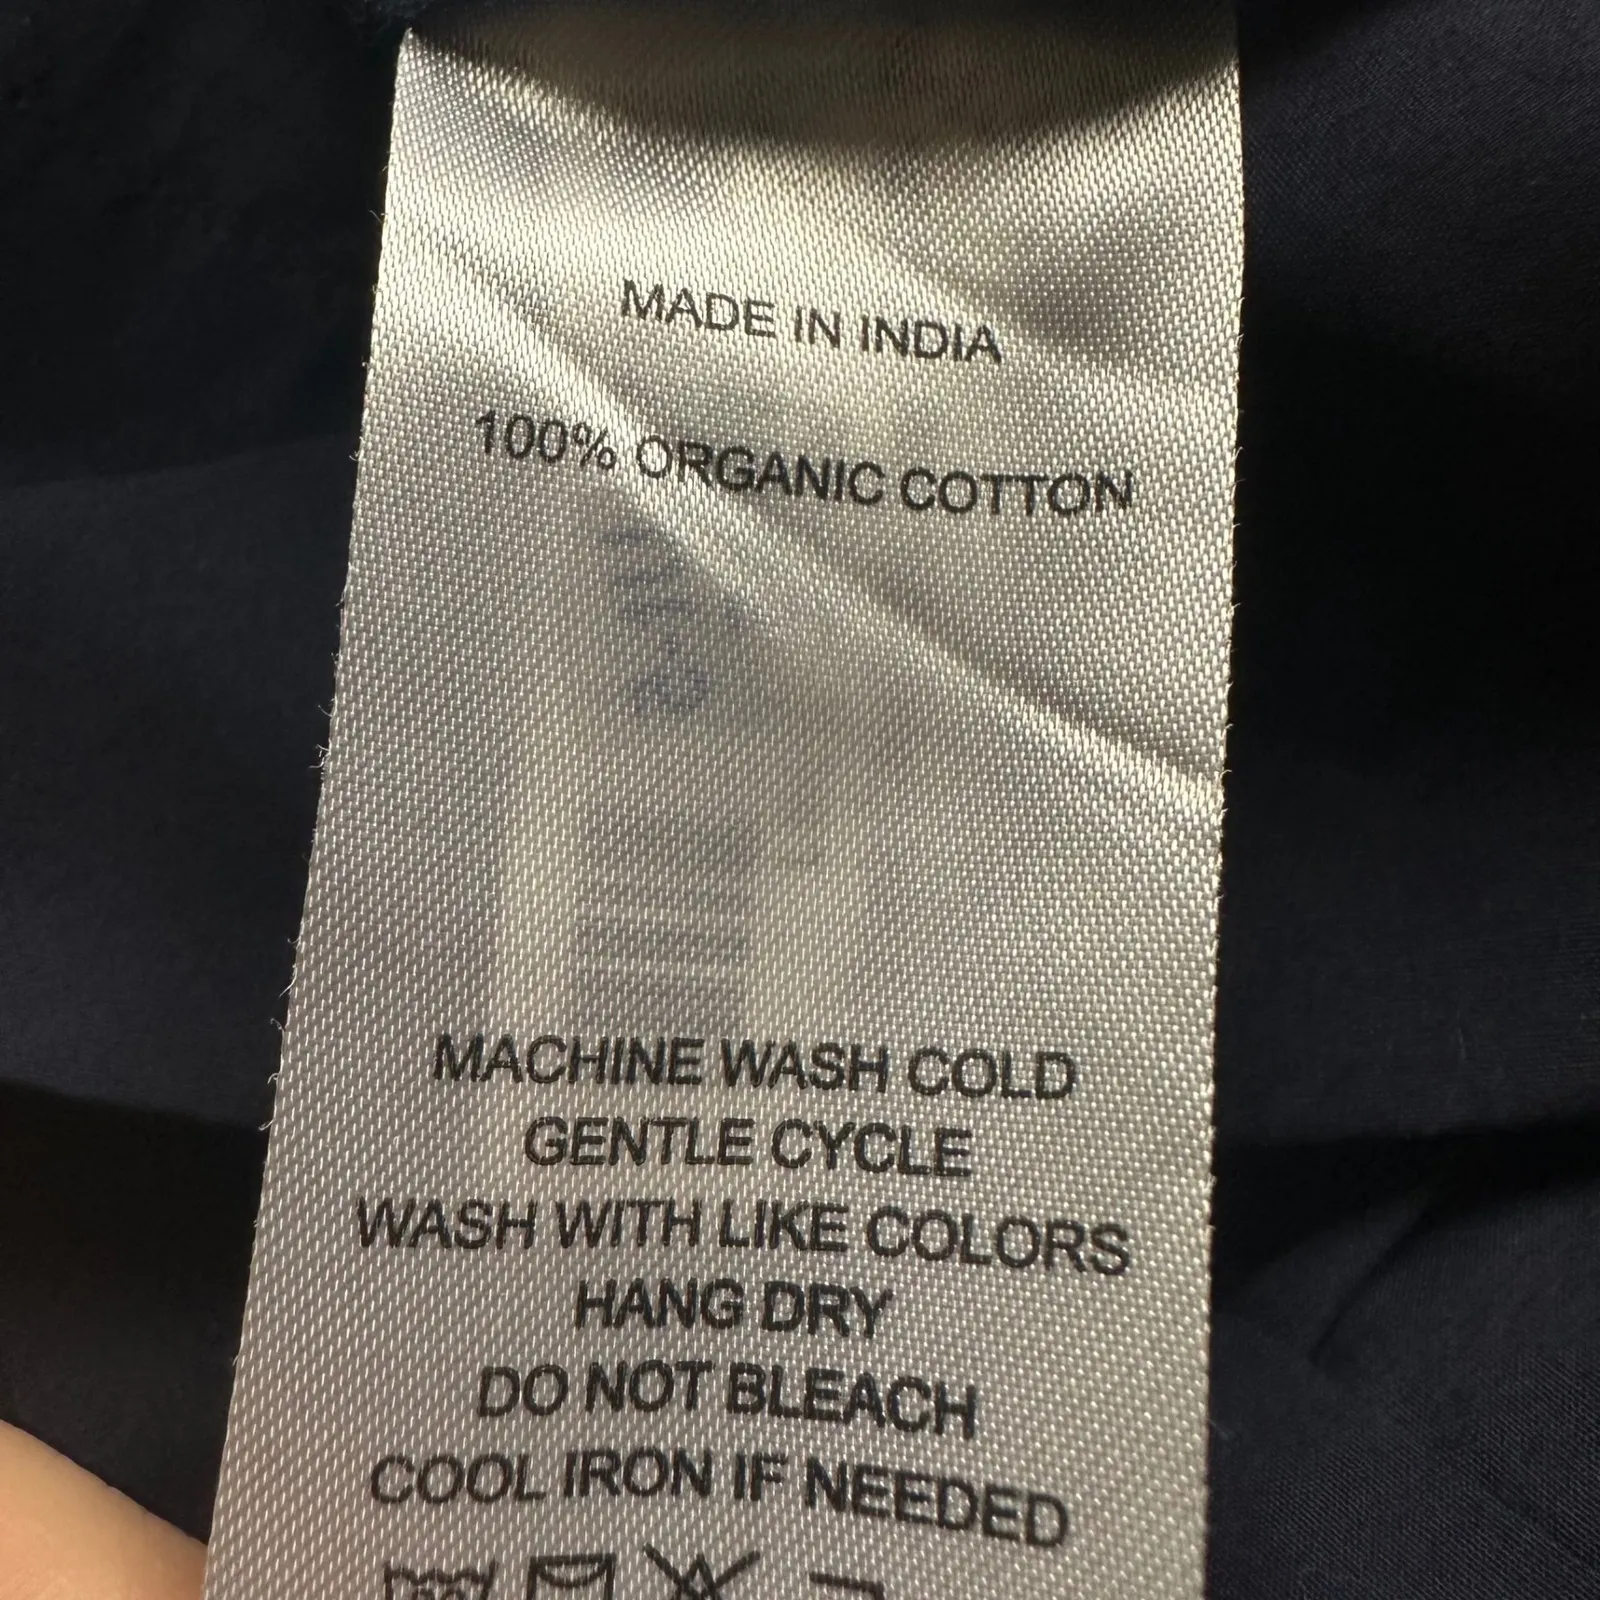 MADE IN INDIA
100% ORGANIC COTTON
MACHINE WASH COLD
GENTLE CYCLE
WASH WITH LIKE COLORS
HANG DRY
DO NOT BLEACH
COOL IRON IF NEEDED